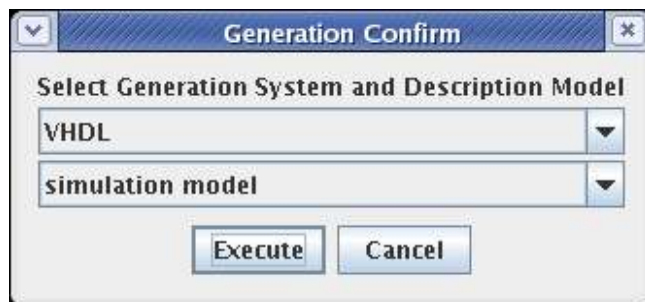 Generation Confirm
Select Generation System and Description Model
VHDL
simulation model
Execute Cancel